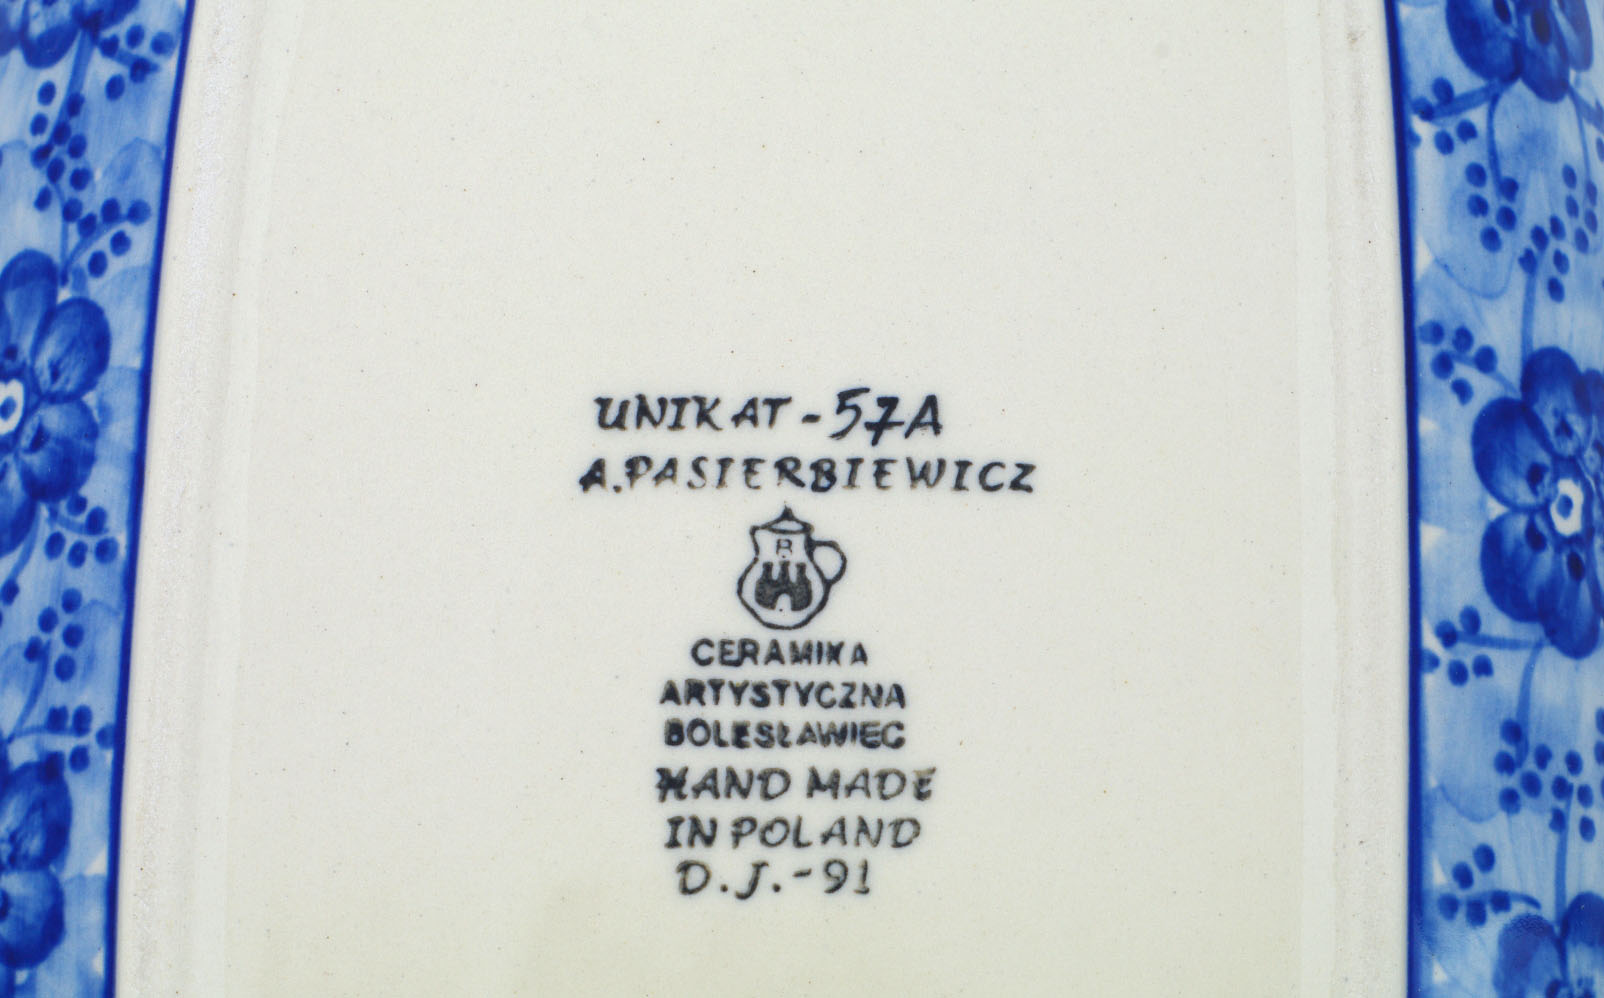 UNIKAT-57A
A.PASIERBIEWICZ
B
CERAMIKA
ARTYSTYCZNA
BOLESŁAWIEC
HAND MADE
IN POLAND
D.J.-91